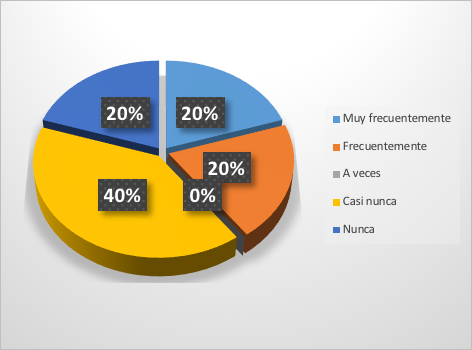 20%
20%
20%
40%
0%
Muy frecuentemente
Frecuentemente
A veces
Casi nunca
Nunca